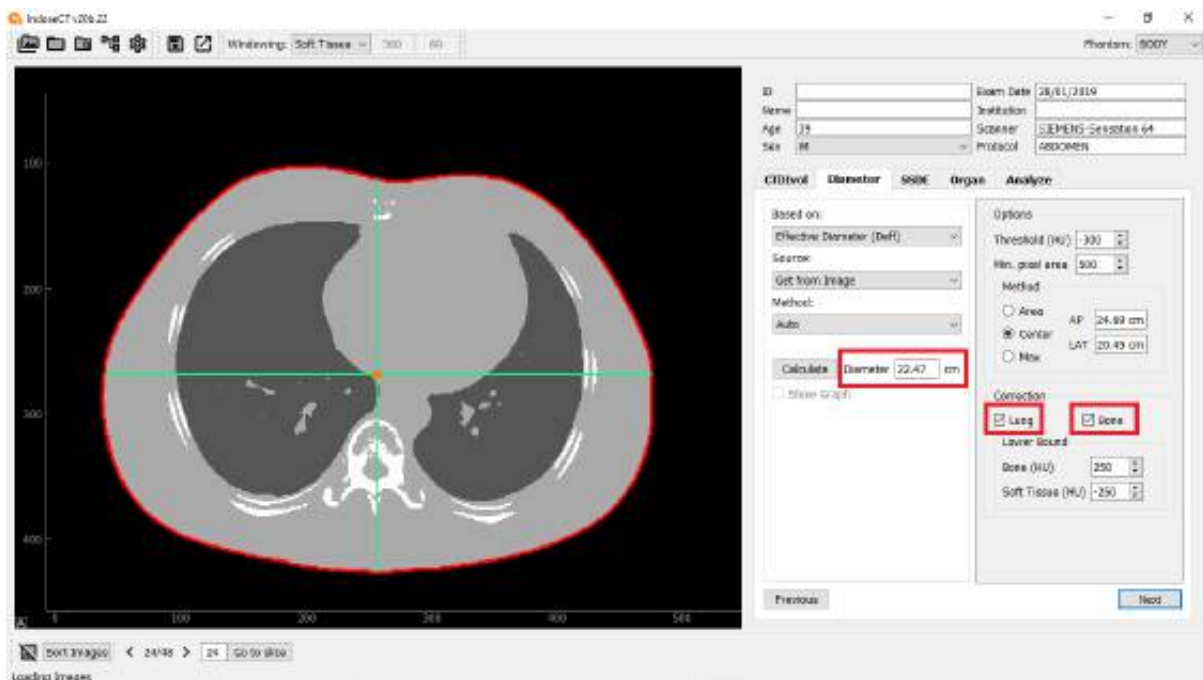 IndoseCT v20b.22
Windowing: Soft Tissue 300 60 Phantom: BODY
ID Exam Date 28/01/2019
Name Institution
Age 39 Scanner SIEMENS-Sensation 64
Sex M Protocol ABDOMEN
CTDIvol Diameter SSDE Organ Analyze
Based on:
Effective Diameter (Deff)
Source:
Get from Image
Method:
Auto
Calculate Diameter 22.47 cm
Show Graph
Options
Threshold (HU) -300
Min. pixel area 500
Method
Area
Center
Max
AP 24.69 cm
LAT 20.45 cm
Correction
Lung Bone
Lower Bound
Bone (HU) 250
Soft Tissue (HU) -250
Previous Next
100
200
300
400
0 100 200 300 400 500
Sort Images 24/48 24 Go to slice
Loading Images